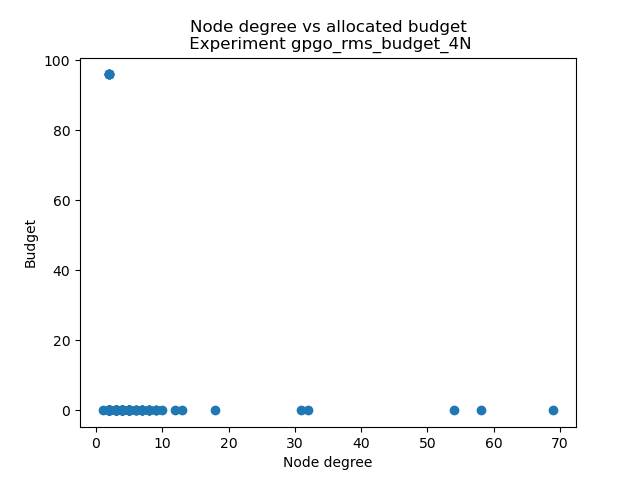 Node degree vs allocated budget
Experiment gpgo_rms_budget_4N
100
80
60
40
20
0
Budget
0 10 20 30 40 50 60 70
Node degree